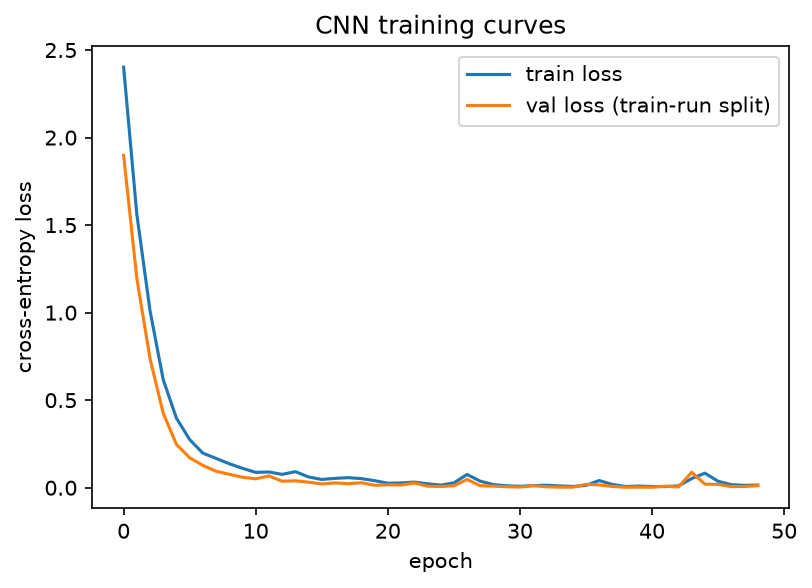 CNN training curves
train loss
val loss (train-run split)
cross-entropy loss
2.5
2.0
1.5
1.0
0.5
0.0
0 10 20 30 40 50
epoch